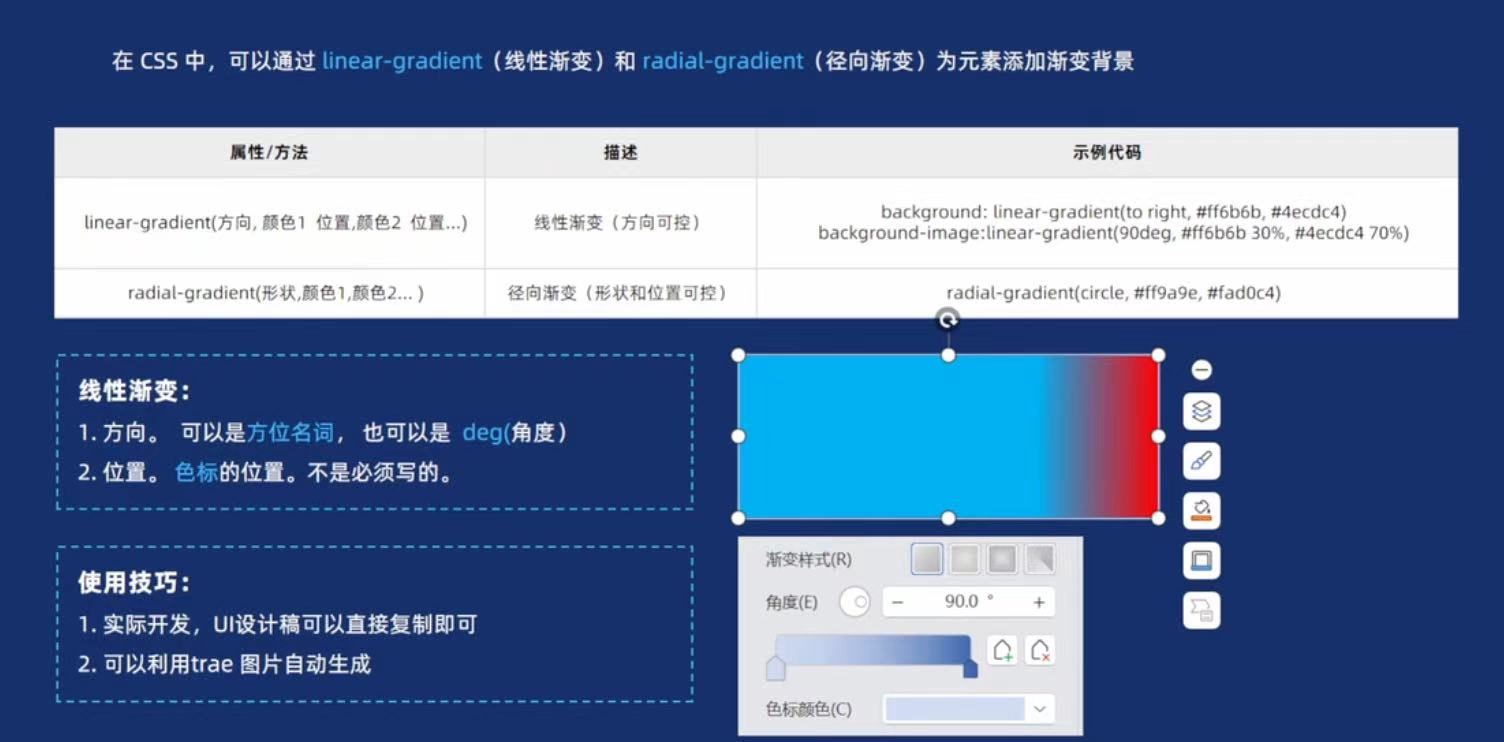 在 CSS 中，可以通过 linear-gradient（线性渐变）和 radial-gradient（径向渐变）为元素添加渐变背景
属性/方法 描述 示例代码
linear-gradient(方向, 颜色1 位置,颜色2 位置...) 线性渐变（方向可控） background: linear-gradient(to right, #ff6b6b, #4ecdc4)
background-image:linear-gradient(90deg, #ff6b6b 30%, #4ecdc4 70%)
radial-gradient(形状,颜色1,颜色2... ) 径向渐变（形状和位置可控） radial-gradient(circle, #ff9a9e, #fad0c4)
线性渐变：
1. 方向。 可以是方位名词， 也可以是 deg(角度）
2. 位置。 色标的位置。不是必须写的。
使用技巧：
1. 实际开发，UI设计稿可以直接复制即可
2. 可以利用trae 图片自动生成
渐变样式(R)
角度(E) − 90.0 ° +
色标颜色(C)